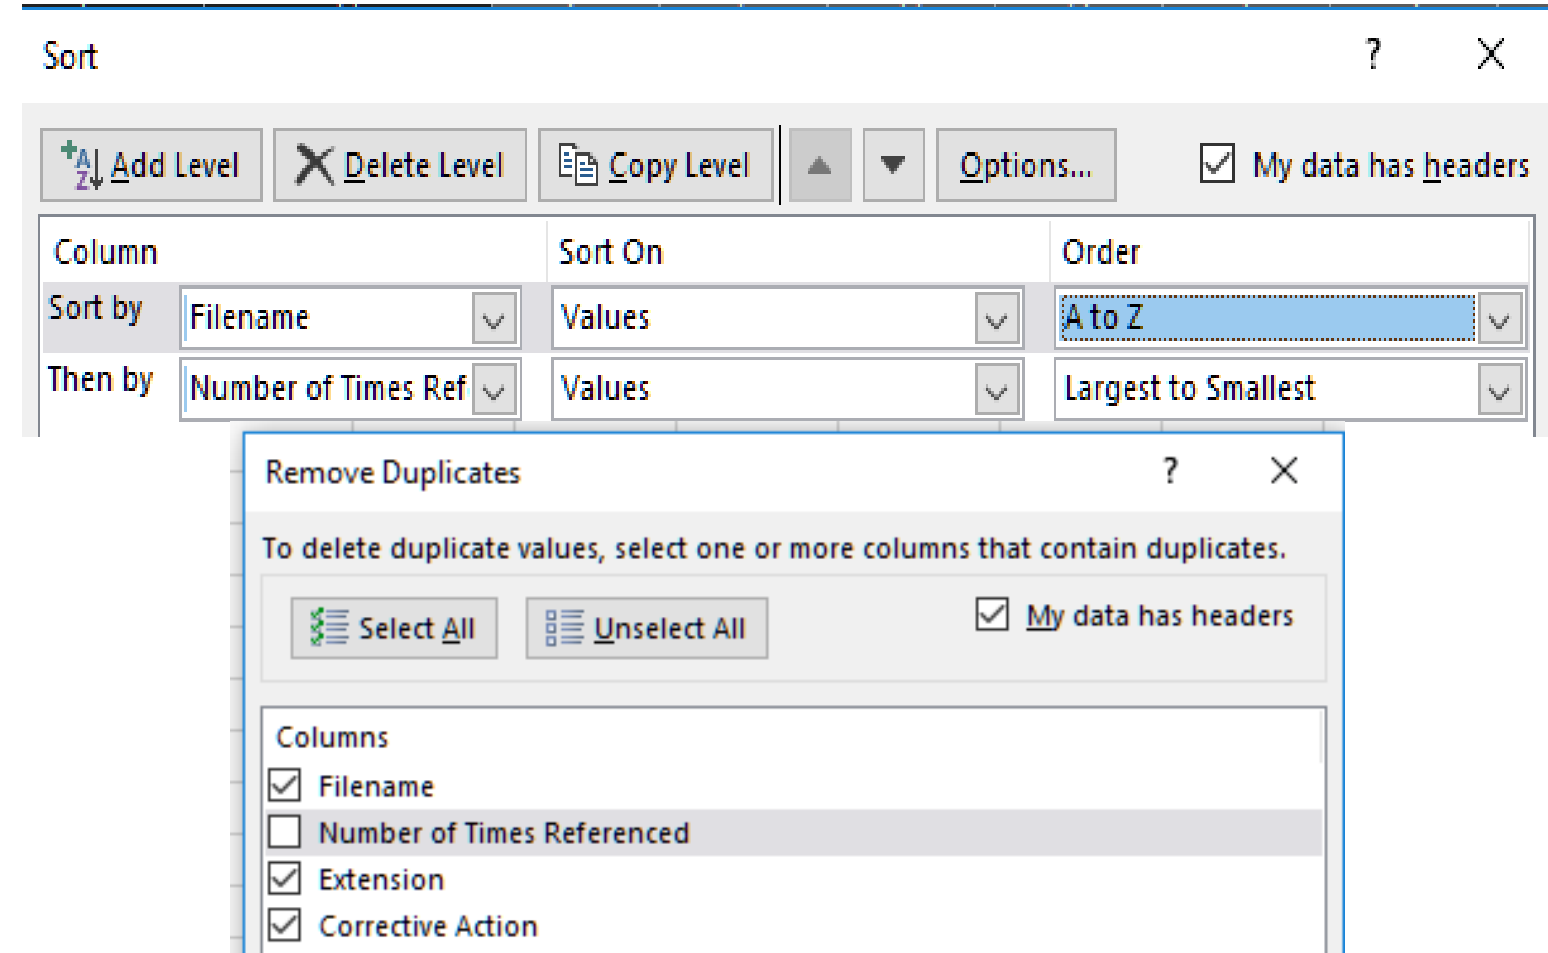 Sort ?
Add Level Delete Level Copy Level Options... My data has headers
Column Sort On Order
Sort by Filename Values A to Z
Then by Number of Times Ref Values Largest to Smallest
Remove Duplicates ?
To delete duplicate values, select one or more columns that contain duplicates.
Select All Unselect All My data has headers
Columns
Filename
Number of Times Referenced
Extension
Corrective Action